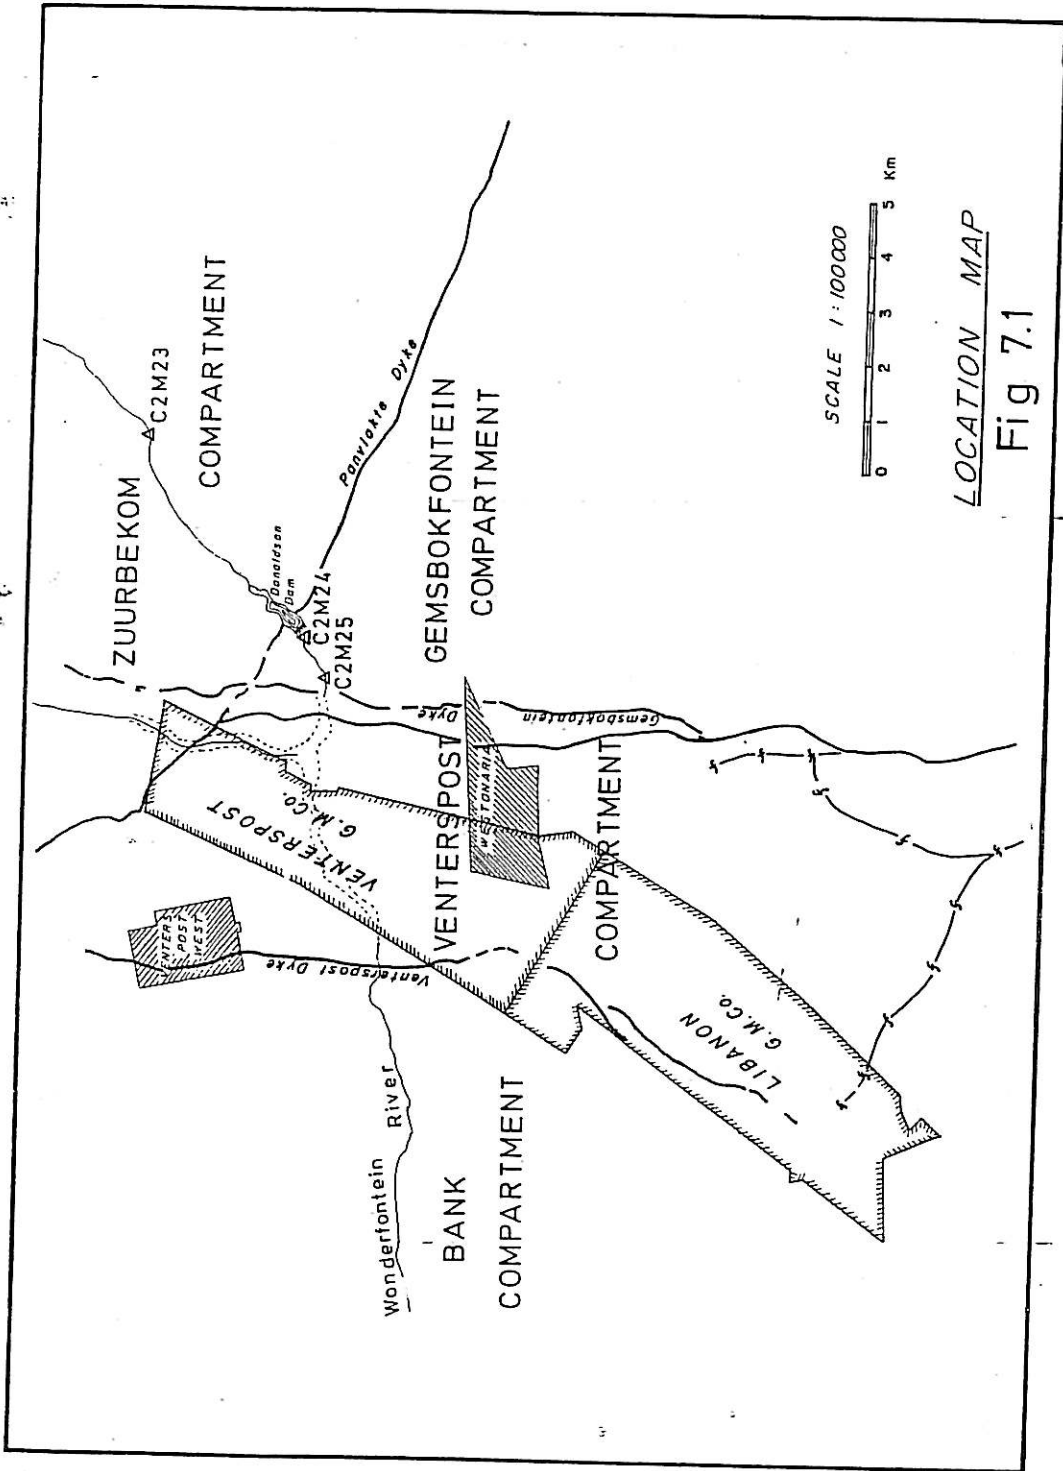 ZUURBEKOM
COMPARTMENT
C2M23
Donaldson
Dam
C2M24
C2M25
Panvlakte Dyke
GEMSBOKFONTEIN
COMPARTMENT
Gemsbokfontein Dyke
VENTERSPOST
G.M.Co.
VENTERSPOST
COMPARTMENT
WESTONARIA
VENTERS
POST
WEST
Venterspost Dyke
Wonderfontein River
BANK
COMPARTMENT
LIBANON
G.M.Co.
f f f f f f f f f f f
SCALE 1:100000
0 1 2 3 4 5 Km
LOCATION MAP
Fig 7.1